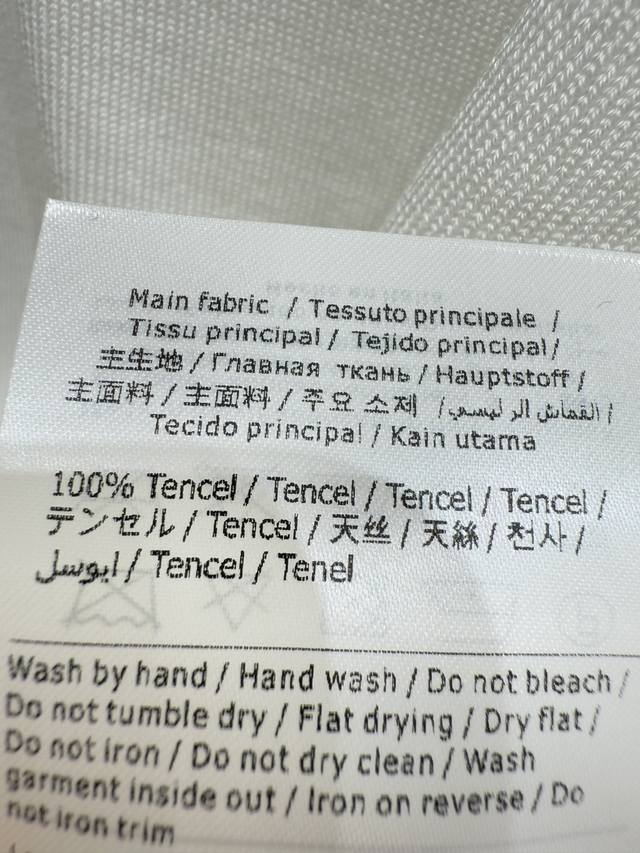 Main fabric / Tessuto principale /
Tissu principal / Tejido principal/
主生地 / Главная ткань / Hauptstoff /
主面料 / 主面料 / 주요 소제 / القماش الر ئيسي /
Tecido principal / Kain utama
100% Tencel / Tencel / Tencel / Tencel /
テンセル / Tencel / 天丝 / 天絲 / 천사 /
ايوسل / Tencel / Tenel
Wash by hand / Hand wash / Do not bleach /
Do not tumble dry / Flat drying / Dry flat /
Do not iron / Do not dry clean / Wash
garment inside out / Iron on reverse / Do
not iron trim